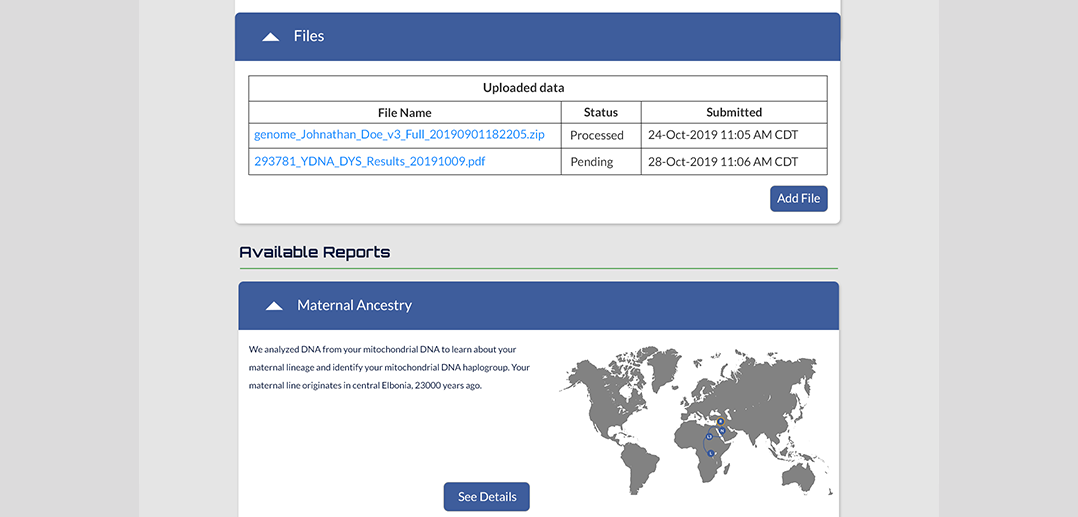 Files
Uploaded data
File Name Status Submitted
genome_Johnathan_Doe_v3_Full_20190901182205.zip Processed 24-Oct-2019 11:05 AM CDT
293781_YDNA_DYS_Results_20191009.pdf Pending 28-Oct-2019 11:06 AM CDT
Add File
Available Reports
Maternal Ancestry
We analyzed DNA from your mitochondrial DNA to learn about your
maternal lineage and identify your mitochondrial DNA haplogroup. Your
maternal line originates in central Elbonia, 23000 years ago.
L3
L
See Details